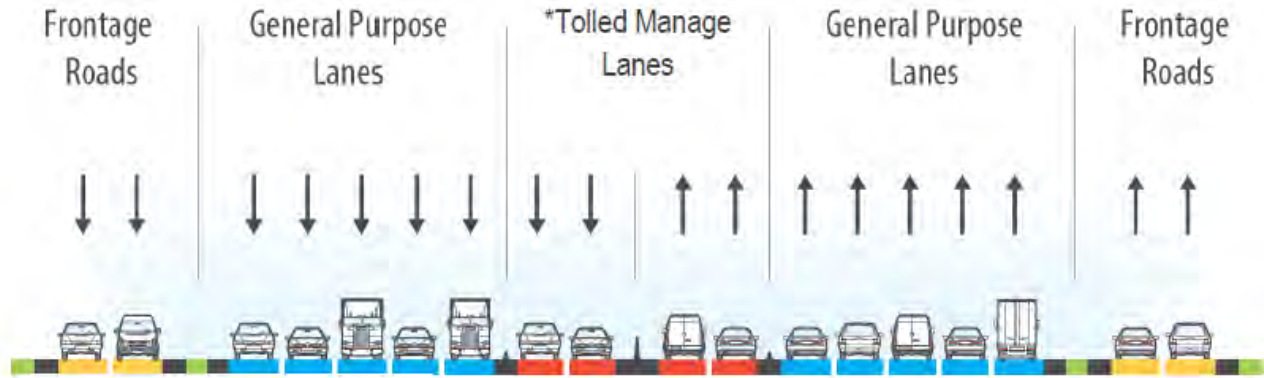 Frontage
Roads
General Purpose
Lanes
*Tolled Manage
Lanes
General Purpose
Lanes
Frontage
Roads